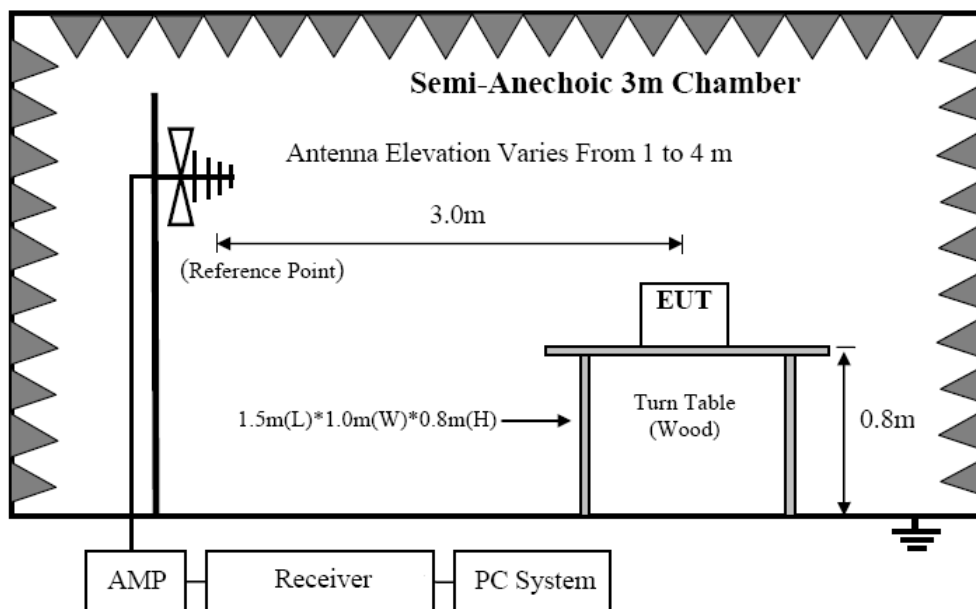 Semi-Anechoic 3m Chamber
Antenna Elevation Varies From 1 to 4 m
3.0m
(Reference Point)
EUT
1.5m(L)*1.0m(W)*0.8m(H)
Turn Table
(Wood)
0.8m
AMP
Receiver
PC System